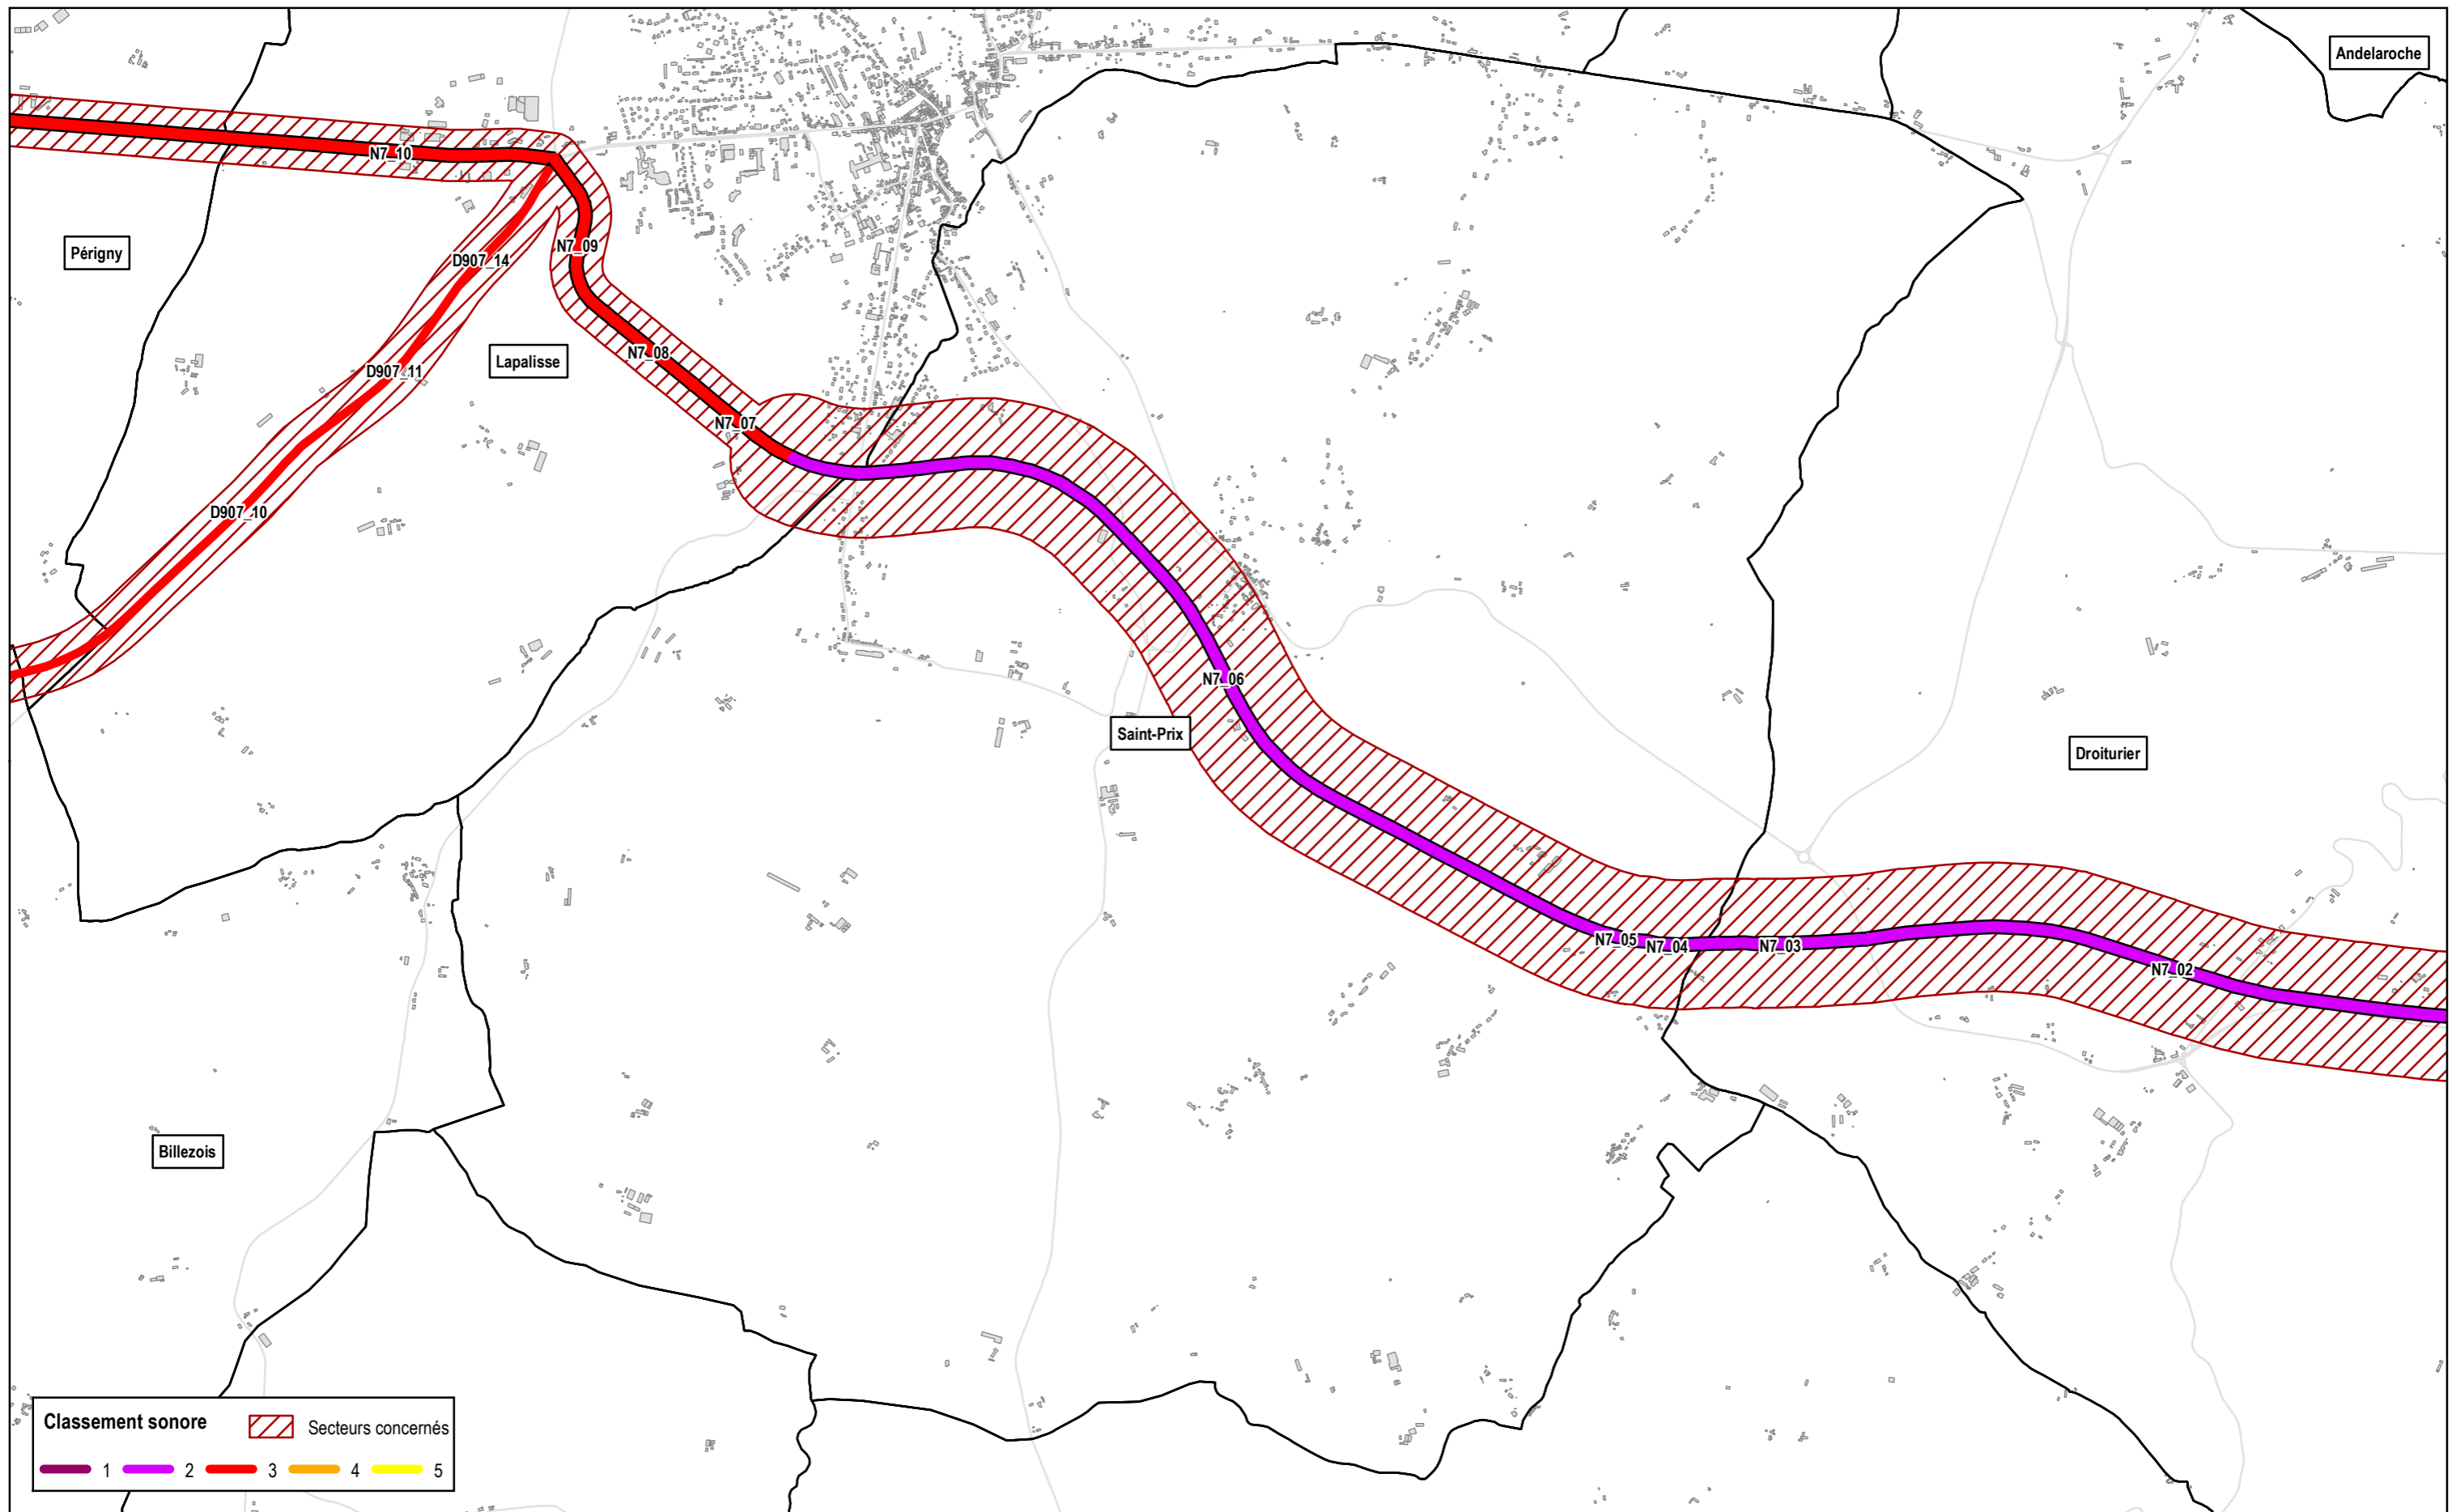 Andelaroche
N7_10
Périgny
N7_09
D907_14
N7_08
Lapalisse
D907_11
N7_07
D907_10
N7_06
Saint-Prix
Droiturier
N7_05
N7_04
N7_03
N7_02
Billezois
Classement sonore
Secteurs concernés
1
2
3
4
5